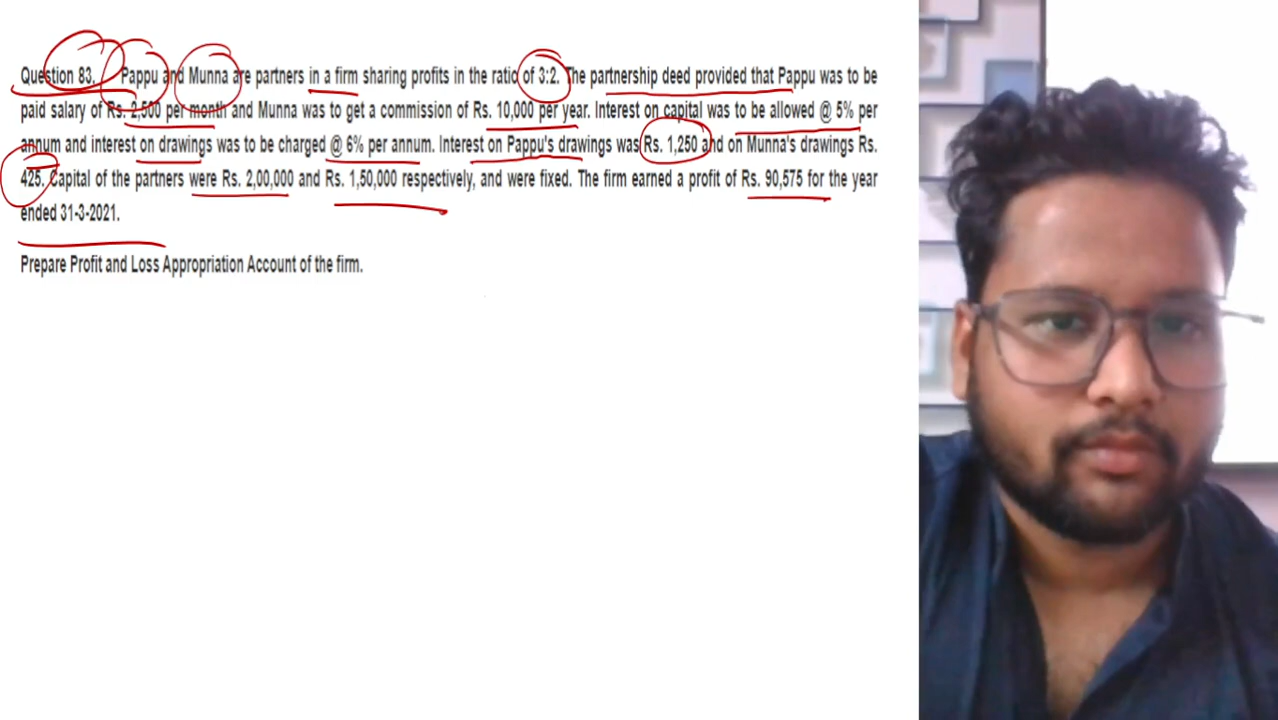 Question 83. Pappu and Munna are partners in a firm sharing profits in the ratio of 3:2. The partnership deed provided that Pappu was to be
paid salary of Rs. 2,500 per month and Munna was to get a commission of Rs. 10,000 per year. Interest on capital was to be allowed @ 5% per
annum and interest on drawings was to be charged @ 6% per annum. Interest on Pappu's drawings was Rs. 1,250 and on Munna's drawings Rs.
425. Capital of the partners were Rs. 2,00,000 and Rs. 1,50,000 respectively, and were fixed. The firm earned a profit of Rs. 90,575 for the year
ended 31-3-2021.
Prepare Profit and Loss Appropriation Account of the firm.